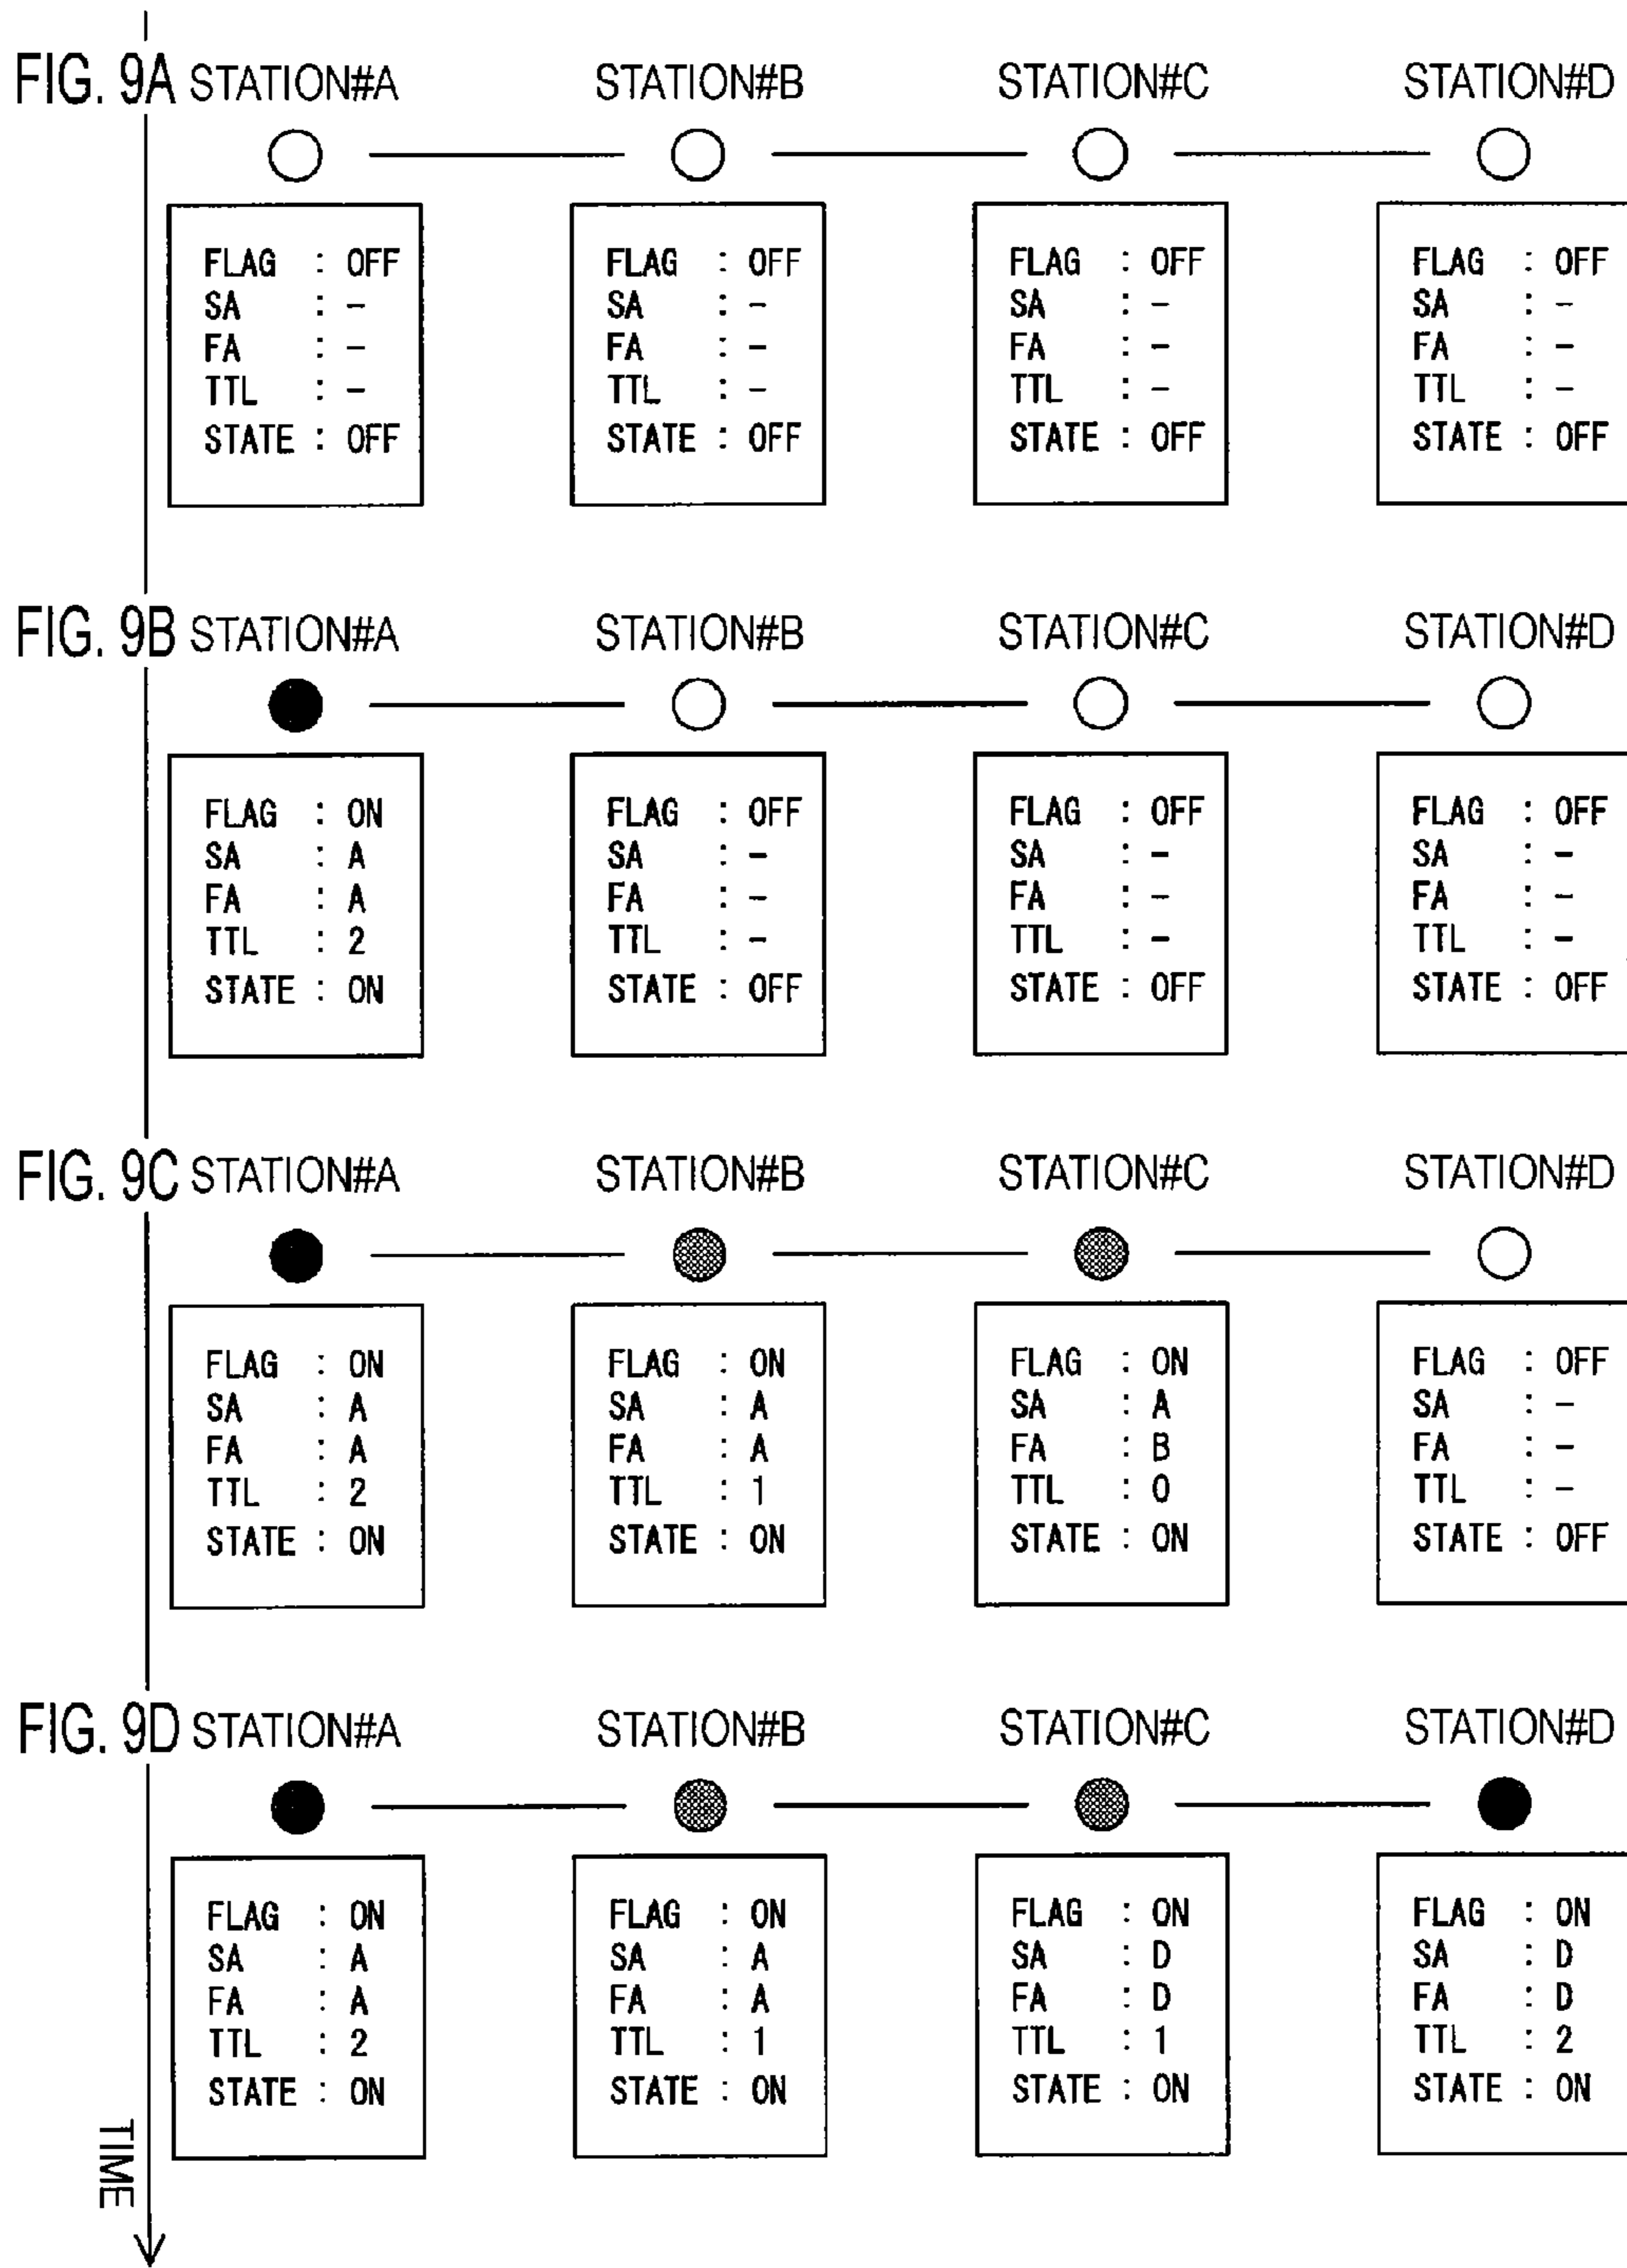 FIG. 9A STATION#A STATION#B STATION#C STATION#D
FLAG : OFF FLAG : OFF FLAG : OFF FLAG : OFF
SA : - SA : - SA : - SA : -
FA : - FA : - FA : - FA : -
TTL : - TTL : - TTL : - TTL : -
STATE : OFF STATE : OFF STATE : OFF STATE : OFF
FIG. 9B STATION#A STATION#B STATION#C STATION#D
FLAG : ON FLAG : OFF FLAG : OFF FLAG : OFF
SA : A SA : - SA : - SA : -
FA : A FA : - FA : - FA : -
TTL : 2 TTL : - TTL : - TTL : -
STATE : ON STATE : OFF STATE : OFF STATE : OFF
FIG. 9C STATION#A STATION#B STATION#C STATION#D
FLAG : ON FLAG : ON FLAG : ON FLAG : OFF
SA : A SA : A SA : A SA : -
FA : A FA : A FA : B FA : -
TTL : 2 TTL : 1 TTL : 0 TTL : -
STATE : ON STATE : ON STATE : ON STATE : OFF
FIG. 9D STATION#A STATION#B STATION#C STATION#D
FLAG : ON FLAG : ON FLAG : ON FLAG : ON
SA : A SA : A SA : D SA : D
FA : A FA : A FA : D FA : D
TTL : 2 TTL : 1 TTL : 1 TTL : 2
STATE : ON STATE : ON STATE : ON STATE : ON
TIME